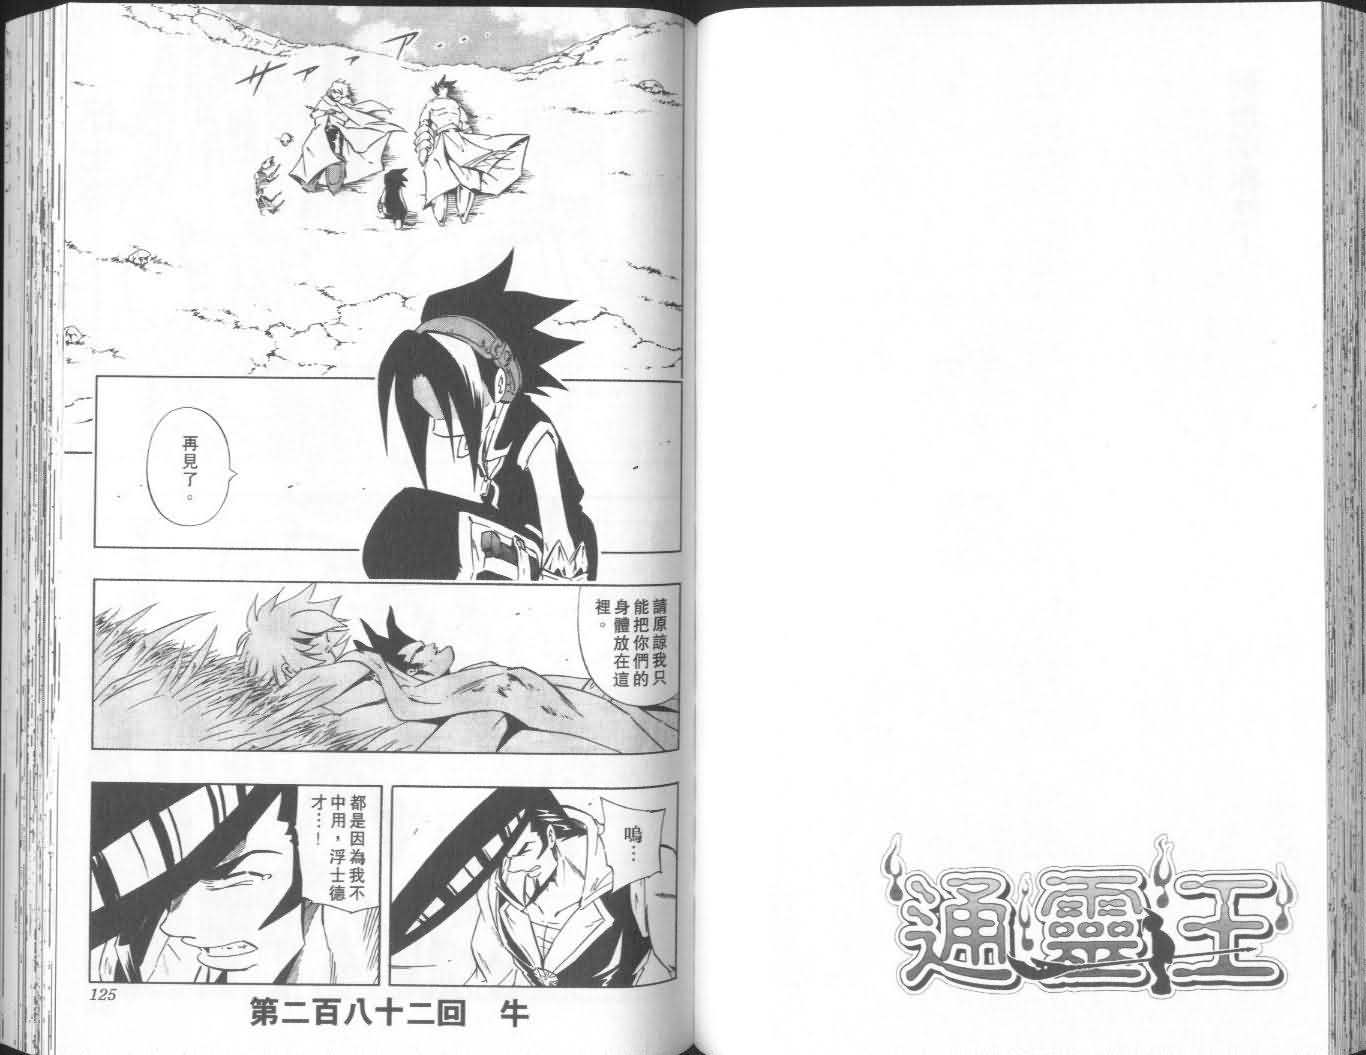 通靈王
ザァ
再見了。
請原諒我只
能把你們的
身體放在這
裡。
嗚…
都是因為我不
中用，浮士德
才…！
125
第二百八十二回　牛